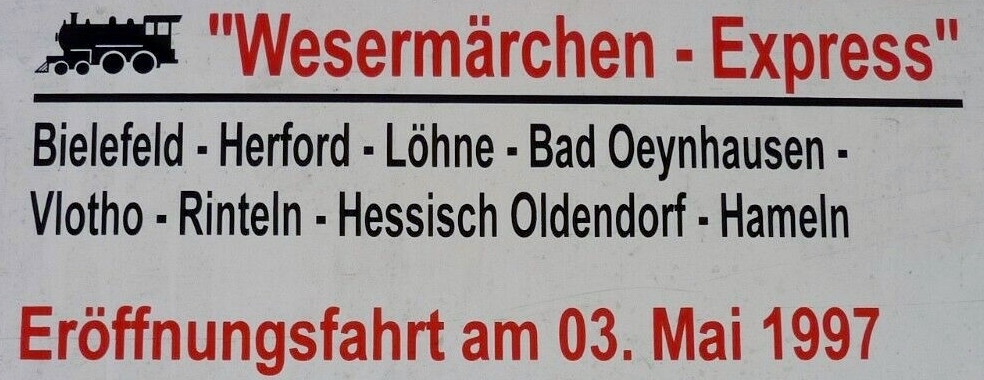 "Wesermärchen - Express"
Bielefeld - Herford - Löhne - Bad Oeynhausen -
Vlotho - Rinteln - Hessisch Oldendorf - Hameln
Eröffnungsfahrt am 03. Mai 1997